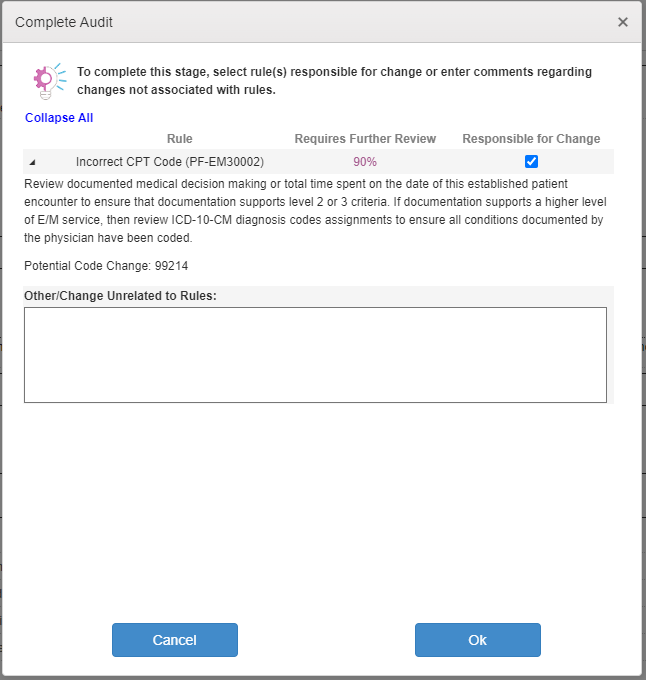 Complete Audit
To complete this stage, select rule(s) responsible for change or enter comments regarding
changes not associated with rules.
Collapse All
Rule Requires Further Review Responsible for Change
Incorrect CPT Code (PF-EM30002) 90%
Review documented medical decision making or total time spent on the date of this established patient
encounter to ensure that documentation supports level 2 or 3 criteria. If documentation supports a higher level
of E/M service, then review ICD-10-CM diagnosis codes assignments to ensure all conditions documented by
the physician have been coded.
Potential Code Change: 99214
Other/Change Unrelated to Rules:
Cancel Ok